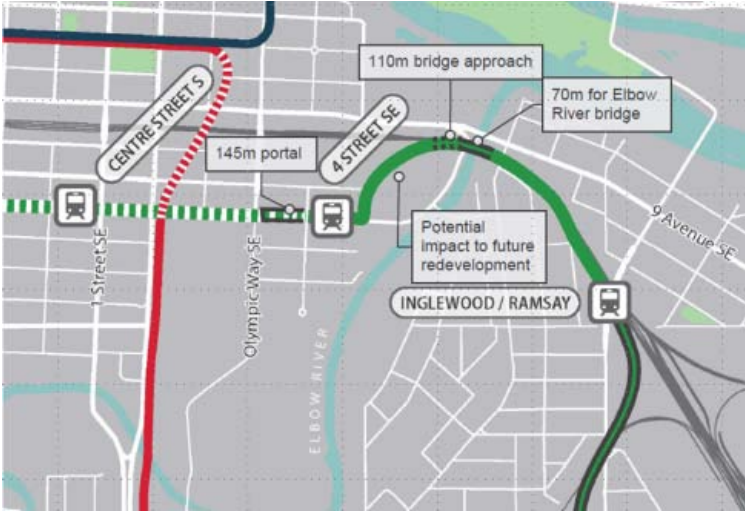 110m bridge approach
70m for Elbow
River bridge
CENTRE STREET S
4 STREET SE
145m portal
9 Avenue SE
Potential
impact to future
redevelopment
1 Street SE
Olympic Way SE
INGLEWOOD / RAMSAY
ELBOW RIVER